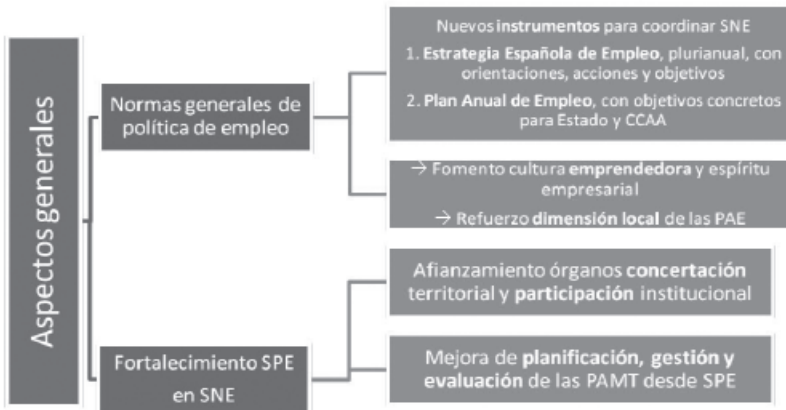 Aspectos generales
Normas generales de
política de empleo
Nuevos instrumentos para coordinar SNE
1. Estrategia Española de Empleo, plurianual, con
orientaciones, acciones y objetivos
2. Plan Anual de Empleo, con objetivos concretos
para Estado y CCAA
→ Fomento cultura emprendedora y espíritu
empresarial
→ Refuerzo dimensión local de las PAE
Fortalecimiento SPE
en SNE
Afianzamiento órganos concertación
territorial y participación institucional
Mejora de planificación, gestión y
evaluación de las PAMT desde SPE